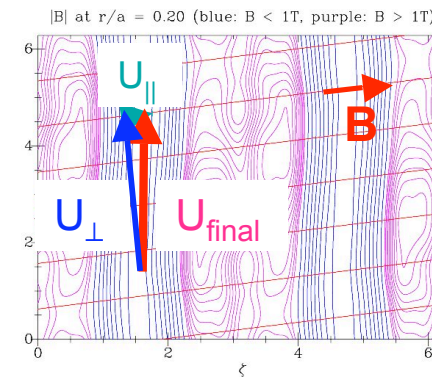 |B| at r/a = 0.20 (blue: B < 1T, purple: B > 1T)
6
U||
B
4
U⊥ Ufinal
2
0
0 2 4 6
ζ